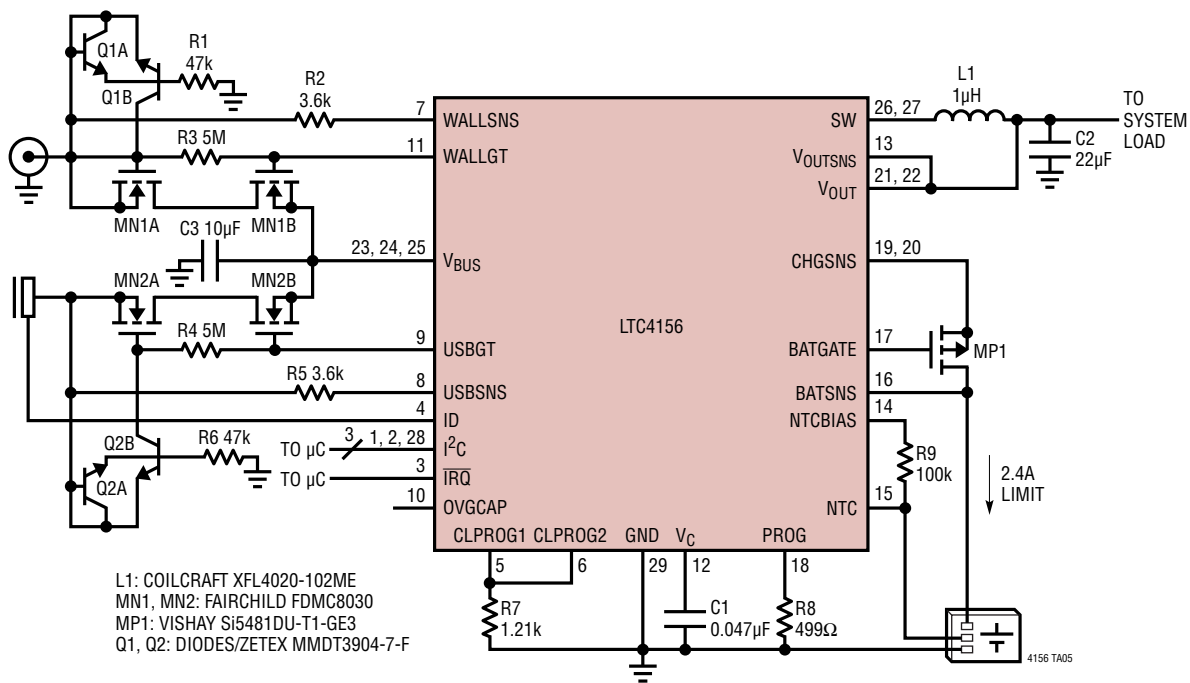 Q1A
Q1B
R1
47k
R2
3.6k
R3 5M
MN1A
MN1B
C3 10µF
MN2A
MN2B
R4 5M
R5 3.6k
Q2B
R6 47k
Q2A
TO µC
3
1, 2, 28
TO µC
7
11
23, 24, 25
9
8
4
3
10
WALLSNS
WALLGT
VBUS
USBGT
USBSNS
ID
I2C
IRQ
OVGCAP
LTC4156
SW
VOUTSNS
VOUT
CHGSNS
BATGATE
BATSNS
NTCBIAS
NTC
CLPROG1 CLPROG2 GND VC PROG
5
6
29
12
18
26, 27
13
21, 22
19, 20
17
16
14
15
L1
1µH
TO
SYSTEM
LOAD
C2
22µF
MP1
R9
100k
2.4A
LIMIT
R7
1.21k
C1
0.047µF
R8
499Ω
L1: COILCRAFT XFL4020-102ME
MN1, MN2: FAIRCHILD FDMC8030
MP1: VISHAY Si5481DU-T1-GE3
Q1, Q2: DIODES/ZETEX MMDT3904-7-F
4156 TA05